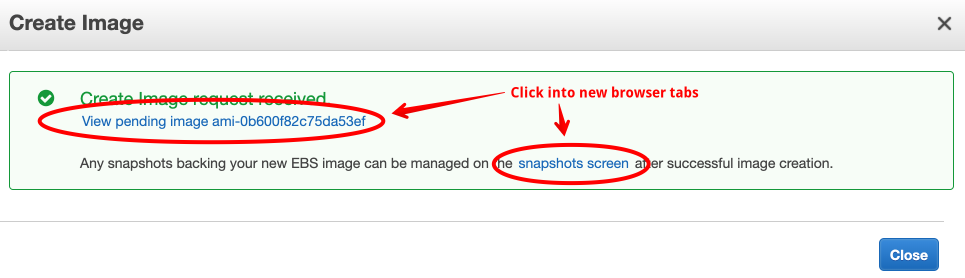 Create Image
Create Image request received
Click into new browser tabs
View pending image ami-0b600f82c75da53ef
Any snapshots backing your new EBS image can be managed on the snapshots screen after successful image creation.
Close